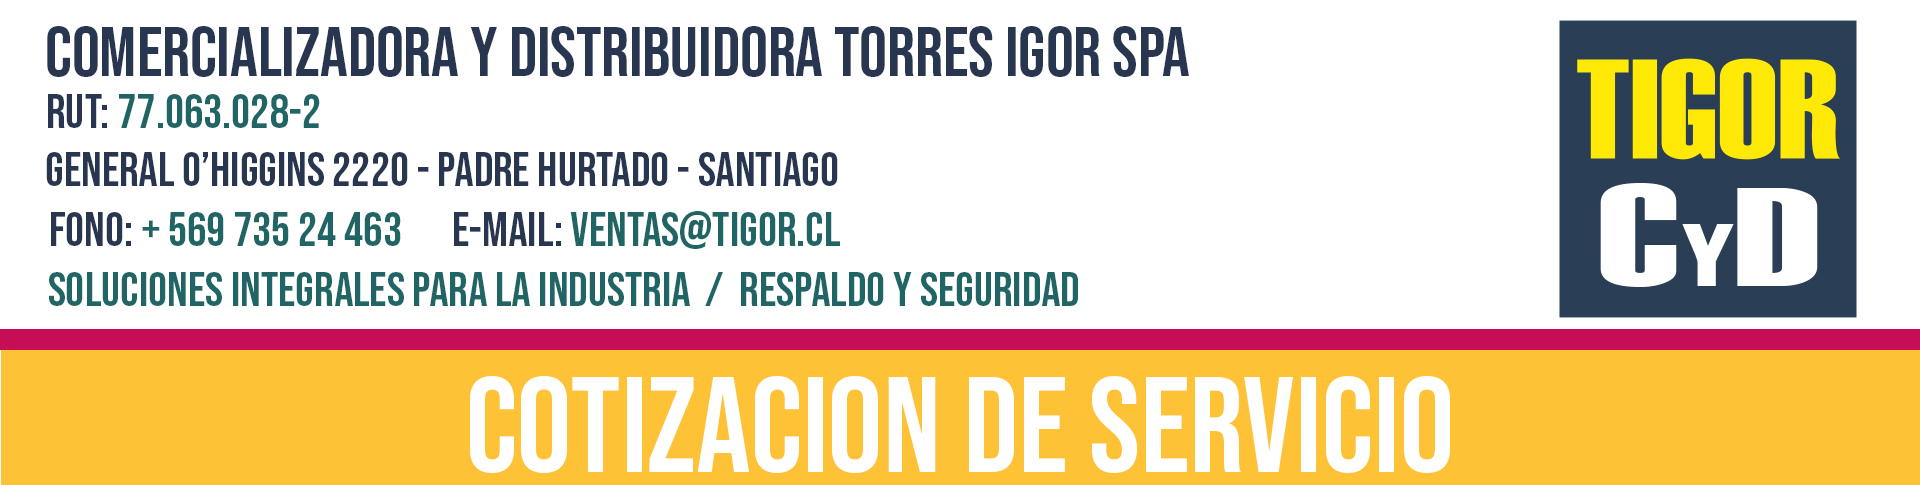 COMERCIALIZADORA Y DISTRIBUIDORA TORRES IGOR SPA
RUT: 77.063.028-2
GENERAL O’HIGGINS 2220 - PADRE HURTADO - SANTIAGO
FONO: + 569 735 24 463 E-MAIL: VENTAS@TIGOR.CL
SOLUCIONES INTEGRALES PARA LA INDUSTRIA / RESPALDO Y SEGURIDAD
TIGOR
CYD
COTIZACION DE SERVICIO